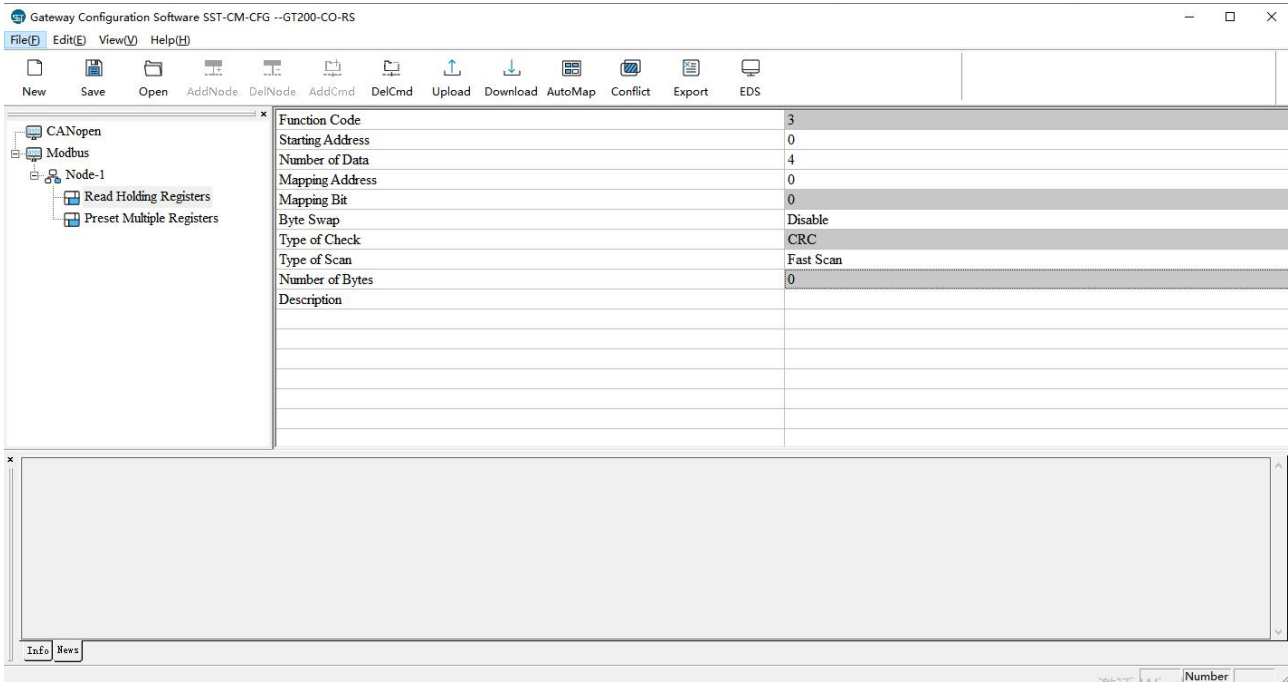 SST Gateway Configuration Software SST-CM-CFG --GT200-CO-RS
File(F) Edit(E) View(V) Help(H)
New Save Open AddNode DelNode AddCmd DelCmd Upload Download AutoMap Conflict Export EDS
CANopen
Modbus
Node-1
Read Holding Registers
Preset Multiple Registers
Function Code 3
Starting Address 0
Number of Data 4
Mapping Address 0
Mapping Bit 0
Byte Swap Disable
Type of Check CRC
Type of Scan Fast Scan
Number of Bytes 0
Description
Info News
Number